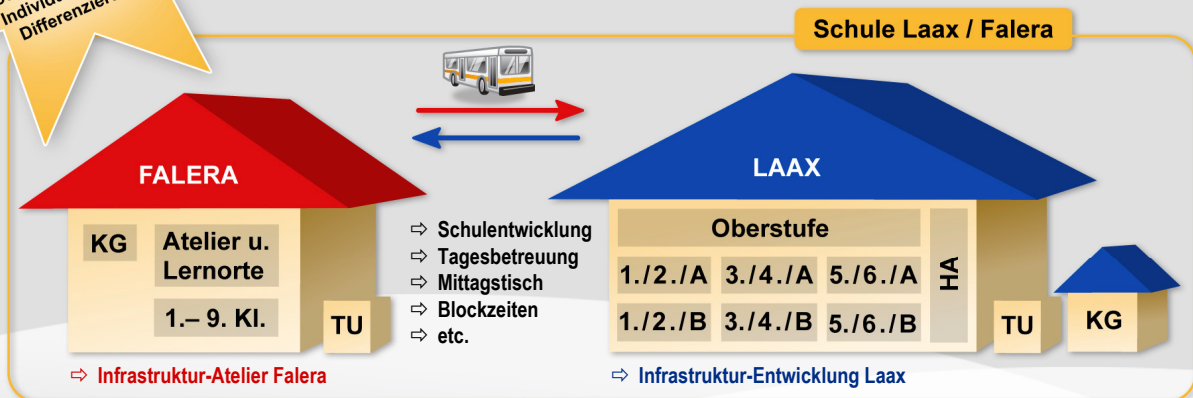 Differenzier
Schule Laax / Falera
FALERA
KG
Atelier u.
Lernorte
1.– 9. Kl.
TU
⇨ Schulentwicklung
⇨ Tagesbetreuung
⇨ Mittagstisch
⇨ Blockzeiten
⇨ etc.
LAAX
Oberstufe
1./2./A 3./4./A 5./6./A
1./2./B 3./4./B 5./6./B
HA
TU
KG
⇨ Infrastruktur-Atelier Falera
⇨ Infrastruktur-Entwicklung Laax